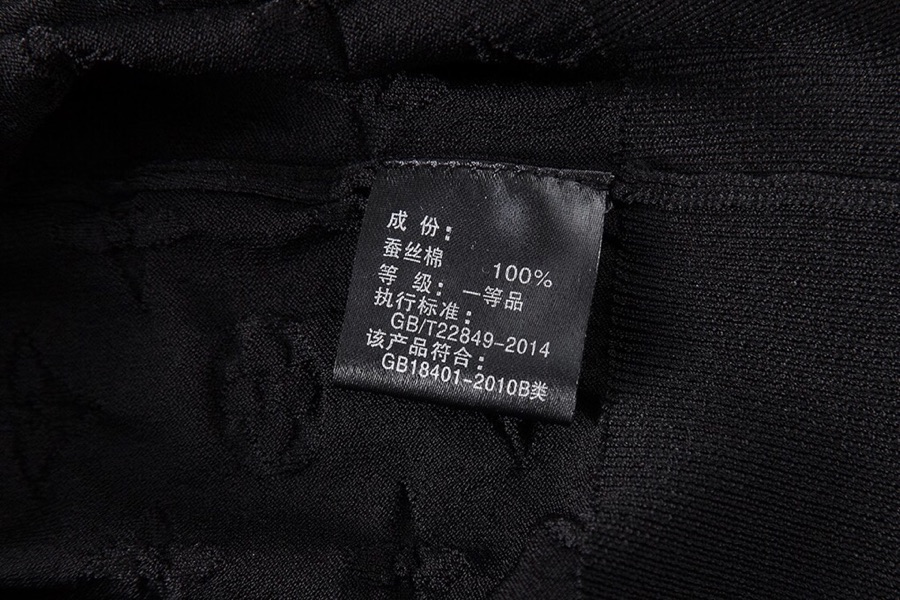 成 份：
蚕丝棉 100%
等 级：一等品
执行标准：
GB/T22849-2014
该产品符合：
GB18401-2010B类